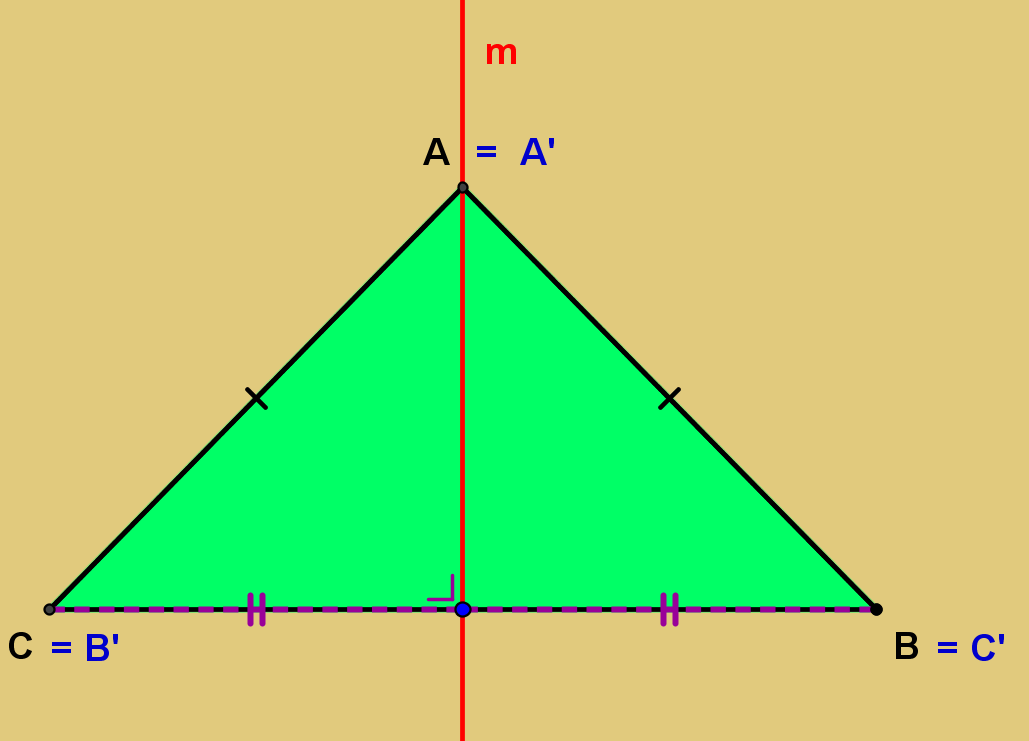 m
A = A'
C = B'
B = C'